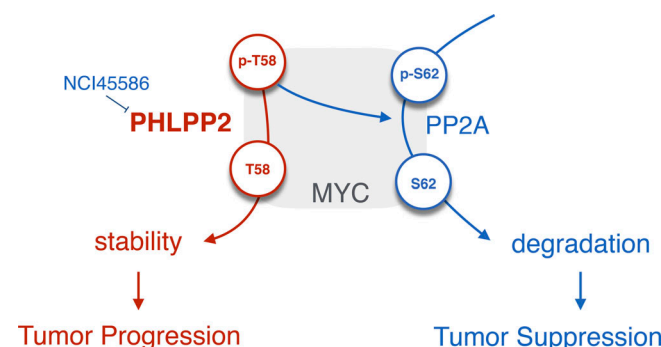 p-T58
p-S62
NCI45586
PHLPP2
PP2A
T58
S62
MYC
stability
degradation
Tumor Progression
Tumor Suppression